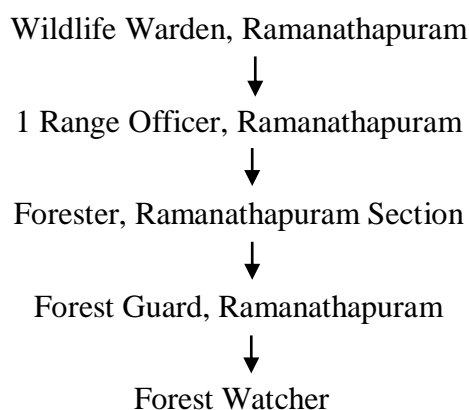 Wildlife Warden, Ramanathapuram
1 Range Officer, Ramanathapuram
Forester, Ramanathapuram Section
Forest Guard, Ramanathapuram
Forest Watcher